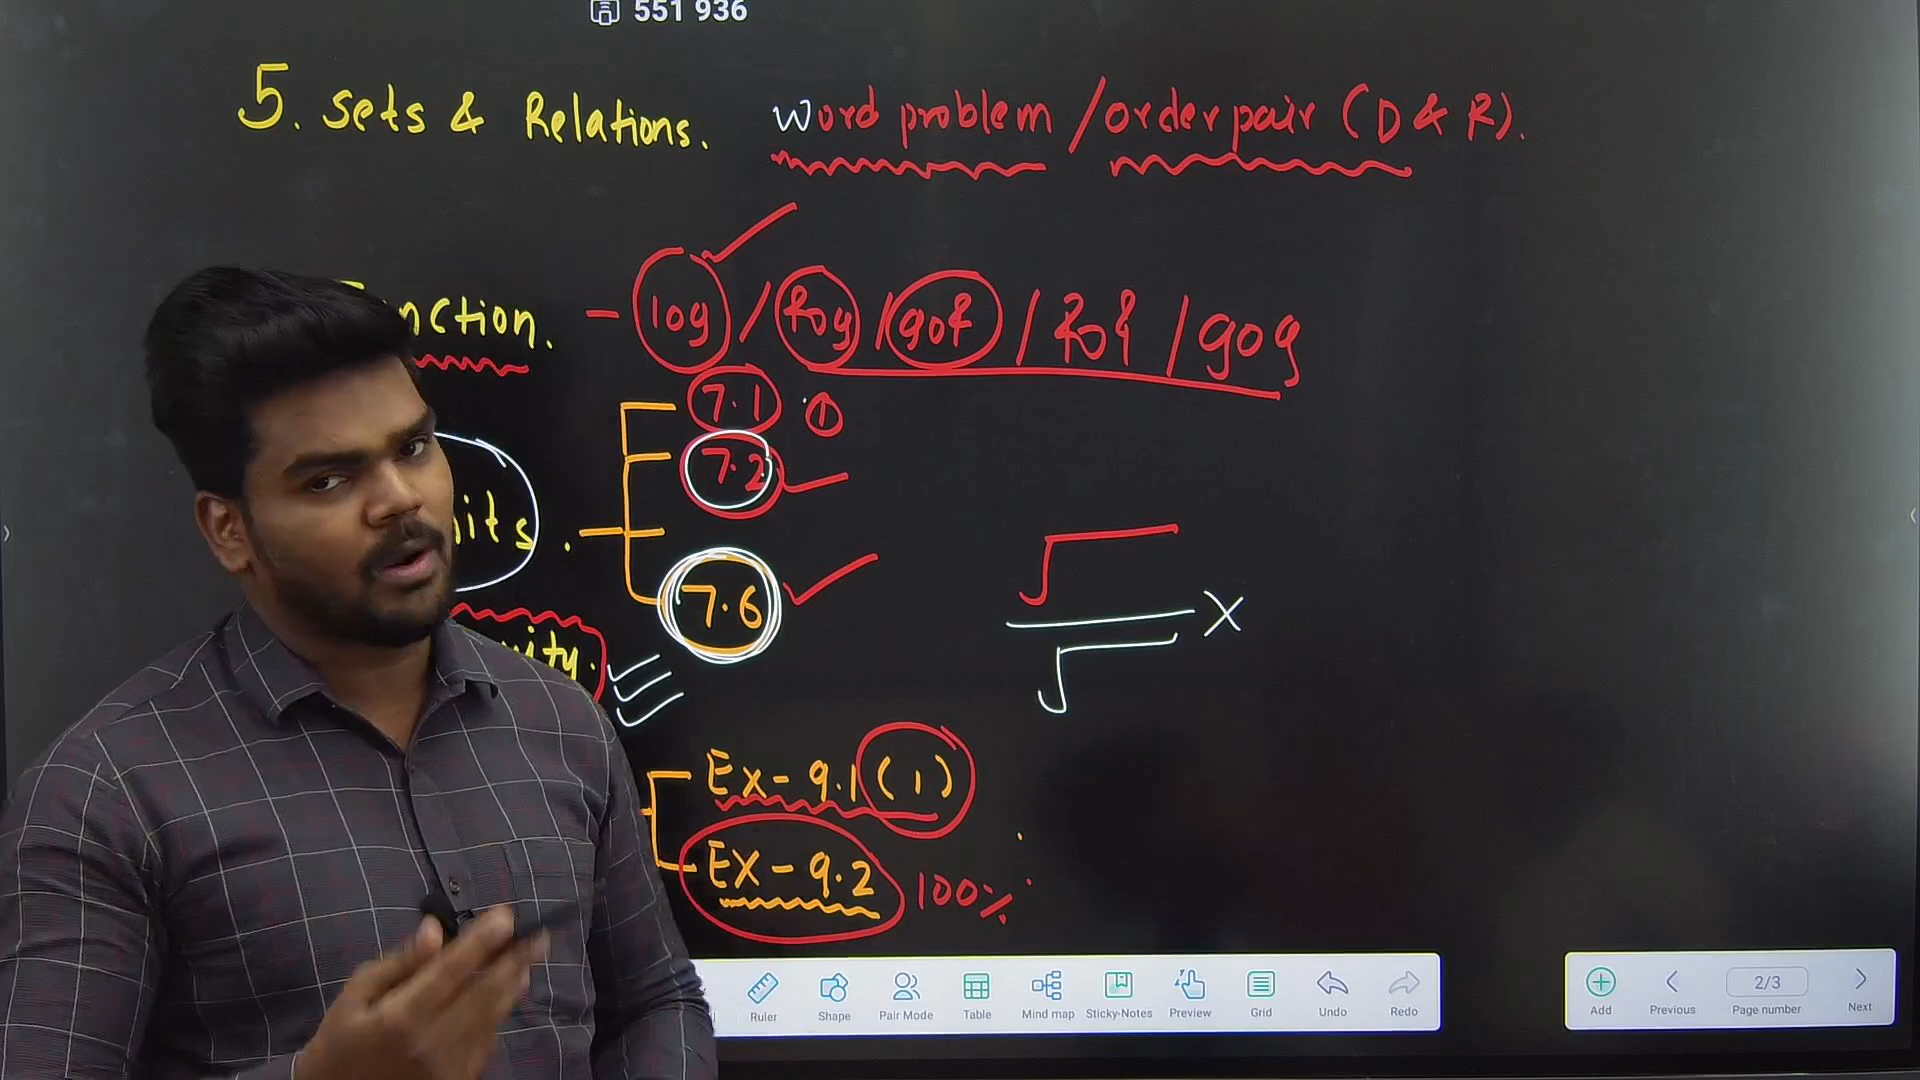 551 936
5. Sets & Relations. Word problem / order pair (D & R).
nction. - log / fog / gof / fof / gog
7.1 ①
7.2
its.
7.6
ity.
√ / √ X
Ex-9.1 (1)
EX-9.2 100%
Ruler Shape Pair Mode Table Mind map Sticky-Notes Preview Grid Undo Redo
Add Previous 2/3 Page number Next